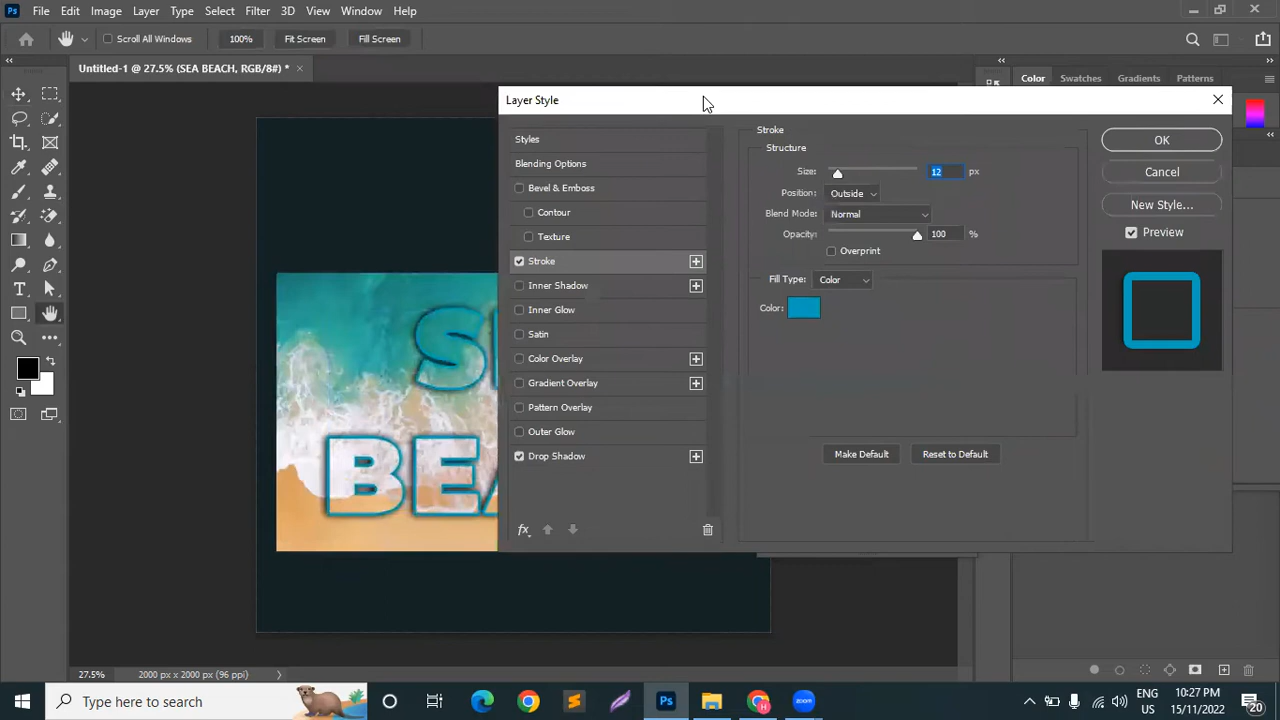 Ps File Edit Image Layer Type Select Filter 3D View Window Help
Scroll All Windows 100% Fit Screen Fill Screen
Untitled-1 @ 27.5% (SEA BEACH, RGB/8#) * ×
Color Swatches Gradients Patterns
Layer Style
Styles
Blending Options
Bevel & Emboss
Contour
Texture
Stroke
Inner Shadow
Inner Glow
Satin
Color Overlay
Gradient Overlay
Pattern Overlay
Outer Glow
Drop Shadow
fx
Stroke
Structure
Size: 12 px
Position: Outside
Blend Mode: Normal
Opacity: 100 %
Overprint
Fill Type: Color
Color:
Make Default Reset to Default
OK
Cancel
New Style...
Preview
S
BEA
27.5% 2000 px x 2000 px (96 ppi)
Type here to search
Ps
ENG
US
10:27 PM
15/11/2022
20